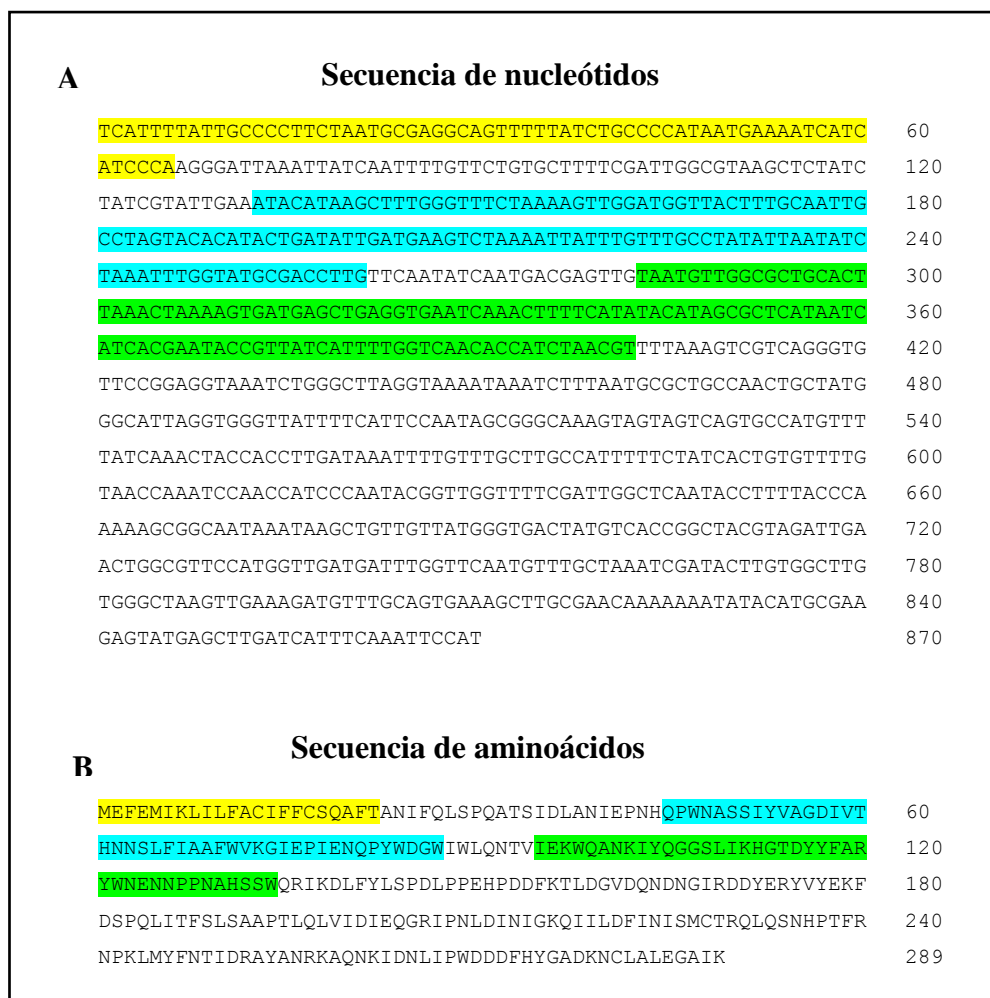 A
Secuencia de nucleótidos
TCATTTTATTGCCCCTTCTAATGCGAGGCAGTTTTTATCTGCCCCATAATGAAAATCATC 60
ATCCCAAGGGATTAAATTATCAATTTTGTTCTGTGCTTTTCGATTGGCGTAAGCTCTATC 120
TATCGTATTGAAATACATAAGCTTTGGGTTTCTAAAAGTTGGATGGTTACTTTGCAATTG 180
CCTAGTACACATACTGATATTGATGAAGTCTAAAATTATTTGTTTGCCTATATTAATATC 240
TAAATTTGGTATGCGACCTTGTTCAATATCAATGACGAGTTGTAATGTTGGCGCTGCACT 300
TAAACTAAAAGTGATGAGCTGAGGTGAATCAAACTTTTCATATACATAGCGCTCATAATC 360
ATCACGAATACCGTTATCATTTTGGTCAACACCATCTAACGTTTTAAAGTCGTCAGGGTG 420
TTCCGGAGGTAAATCTGGGCTTAGGTAAAATAAATCTTTAATGCGCTGCCAACTGCTATG 480
GGCATTAGGTGGGTTATTTTCATTCCAATAGCGGGCAAAGTAGTAGTCAGTGCCATGTTT 540
TATCAAACTACCACCTTGATAAATTTTGTTTGCTTGCCATTTTTCTATCACTGTGTTTTG 600
TAACCAAATCCAACCATCCCAATACGGTTGGTTTTCGATTGGCTCAATACCTTTTACCCA 660
AAAAGCGGCAATAAATAAGCTGTTGTTATGGGTGACTATGTCACCGGCTACGTAGATTGA 720
ACTGGCGTTCCATGGTTGATGATTTGGTTCAATGTTTGCTAAATCGATACTTGTGGCTTG 780
TGGGCTAAGTTGAAAGATGTTTGCAGTGAAAGCTTGCGAACAAAAAAATATACATGCGAA 840
GAGTATGAGCTTGATCATTTCAAATTCCAT 870
Secuencia de aminoácidos
B
MEFEMIKLILFACIFFCSQAFTANIFQLSPQATSIDLANIEPNHQPWNASSIYVAGDIVT 60
HNNSLFIAAFWVKGIEPIENQPYWDGWIWLQNTVIEKWQANKIYQGGSLIKHGTDYYFAR 120
YWNENNPPNAHSSWQRIKDLFYLSPDLPPEHPDDFKTLDGVDQNDNGIRDDYERYVYEKF 180
DSPQLITFSLSAAPTLQLVIDIEQGRIPNLDINIGKQIILDFINISMCTRQLQSNHPTFR 240
NPKLMYFNTIDRAYANRKAQNKIDNLIPWDDDFHYGADKNCLALEGAIK 289